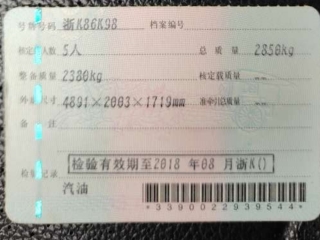 号牌号码 浙K86K98 档案编号
核定载人数 5人 总质量 2850kg
整备质量 2380kg 核定载质量 --
外廓尺寸 4891×2003×1719mm 准牵引总质量 --
备注
检验有效期至2018年08月浙K()
检验记录
汽油
*3390022939544*